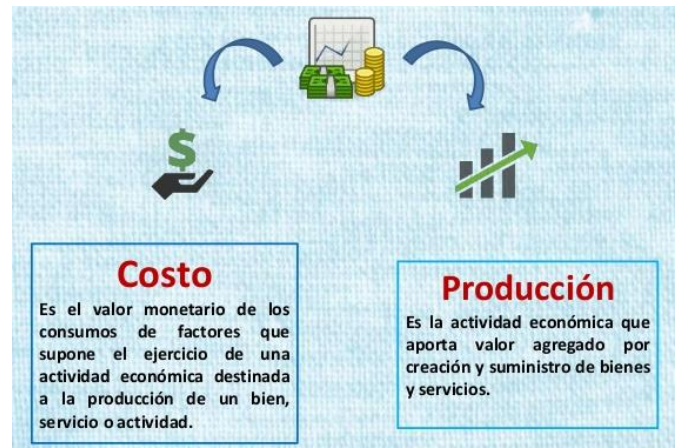 $
Costo
Es el valor monetario de los
consumos de factores que
supone el ejercicio de una
actividad económica destinada
a la producción de un bien,
servicio o actividad.
Producción
Es la actividad económica que
aporta valor agregado por
creación y suministro de bienes
y servicios.